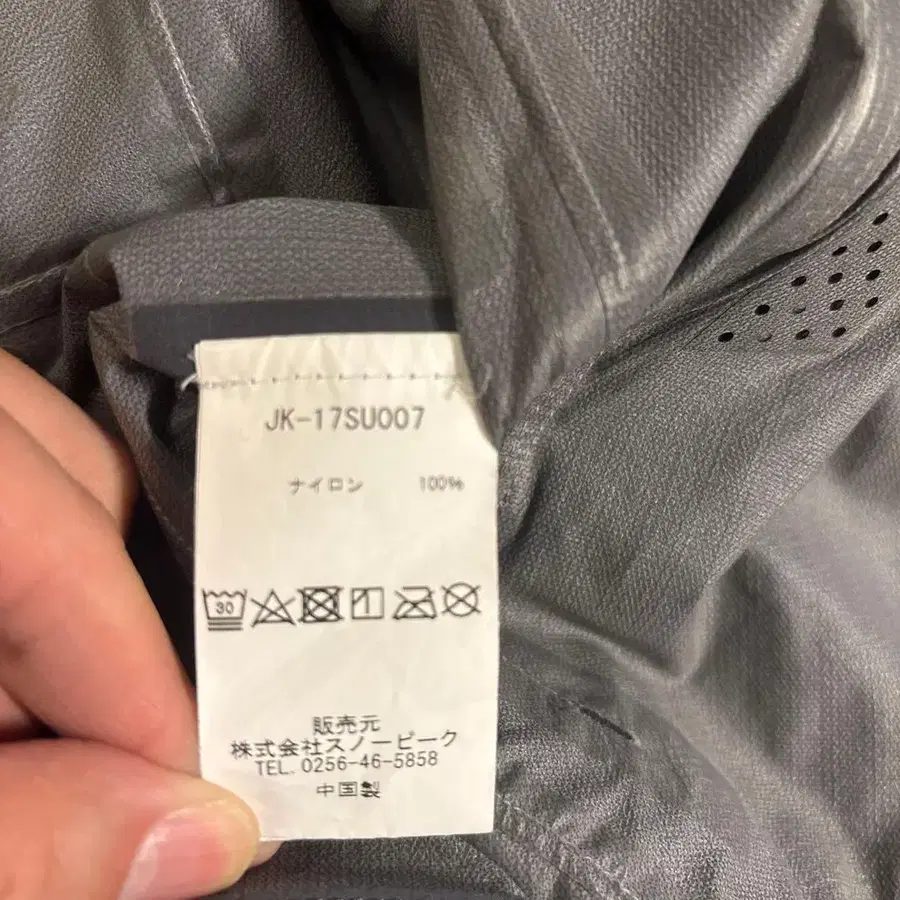 JK-17SU007
ナイロン 100%
30
販売元
株式会社スノーピーク
TEL. 0256-46-5858
中国製